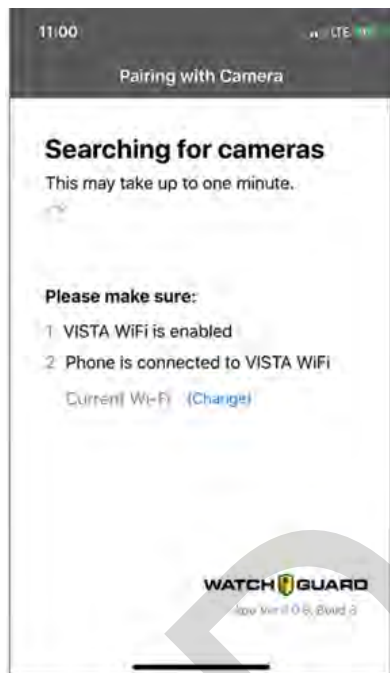 11:00
LTE
Pairing with Camera
Searching for cameras
This may take up to one minute.
Please make sure:
1 VISTA WiFi is enabled
2 Phone is connected to VISTA WiFi
Current Wi-Fi (Change)
WATCH GUARD